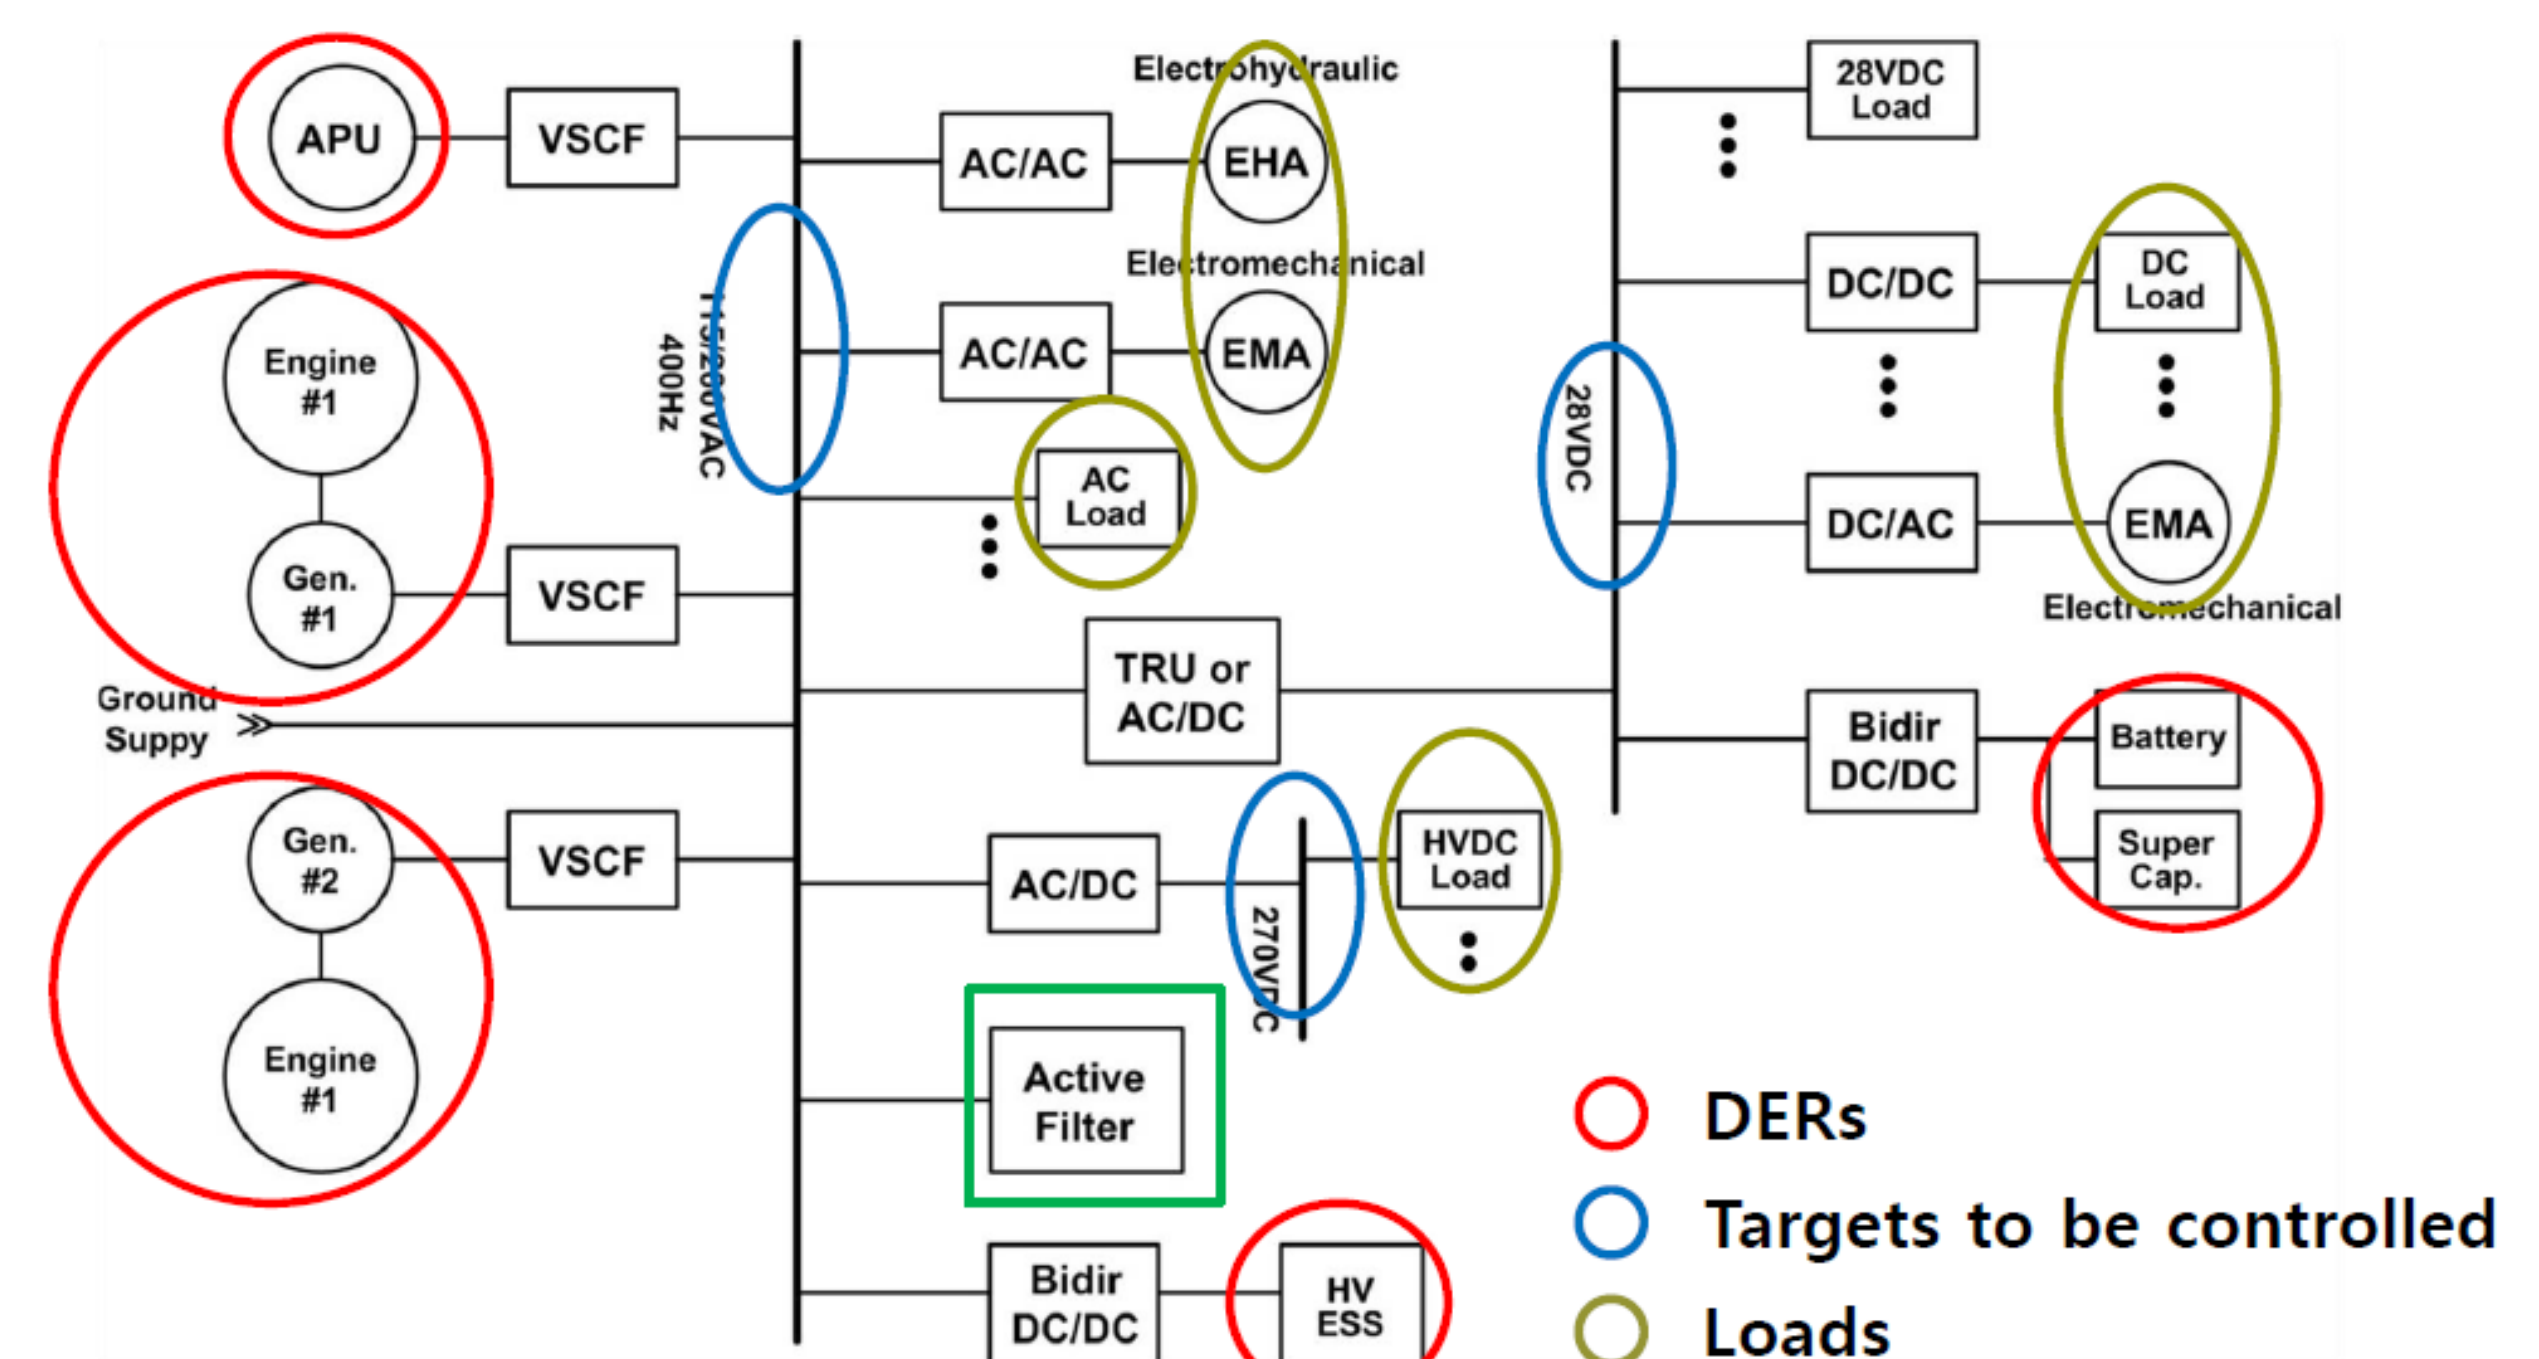 APU
VSCF
Engine
#1
Gen.
#1
VSCF
Ground
Suppy
Gen.
#2
VSCF
Engine
#1
400Hz
Electrohydraulic
AC/AC
EHA
Electromechanical
AC/AC
EMA
AC
Load
TRU or
AC/DC
AC/DC
270VDC
HVDC
Load
Active
Filter
Bidir
DC/DC
HV
ESS
28VDC
28VDC
Load
DC/DC
DC
Load
DC/AC
EMA
Electromechanical
Bidir
DC/DC
Battery
Super
Cap.
DERs
Targets to be controlled
Loads